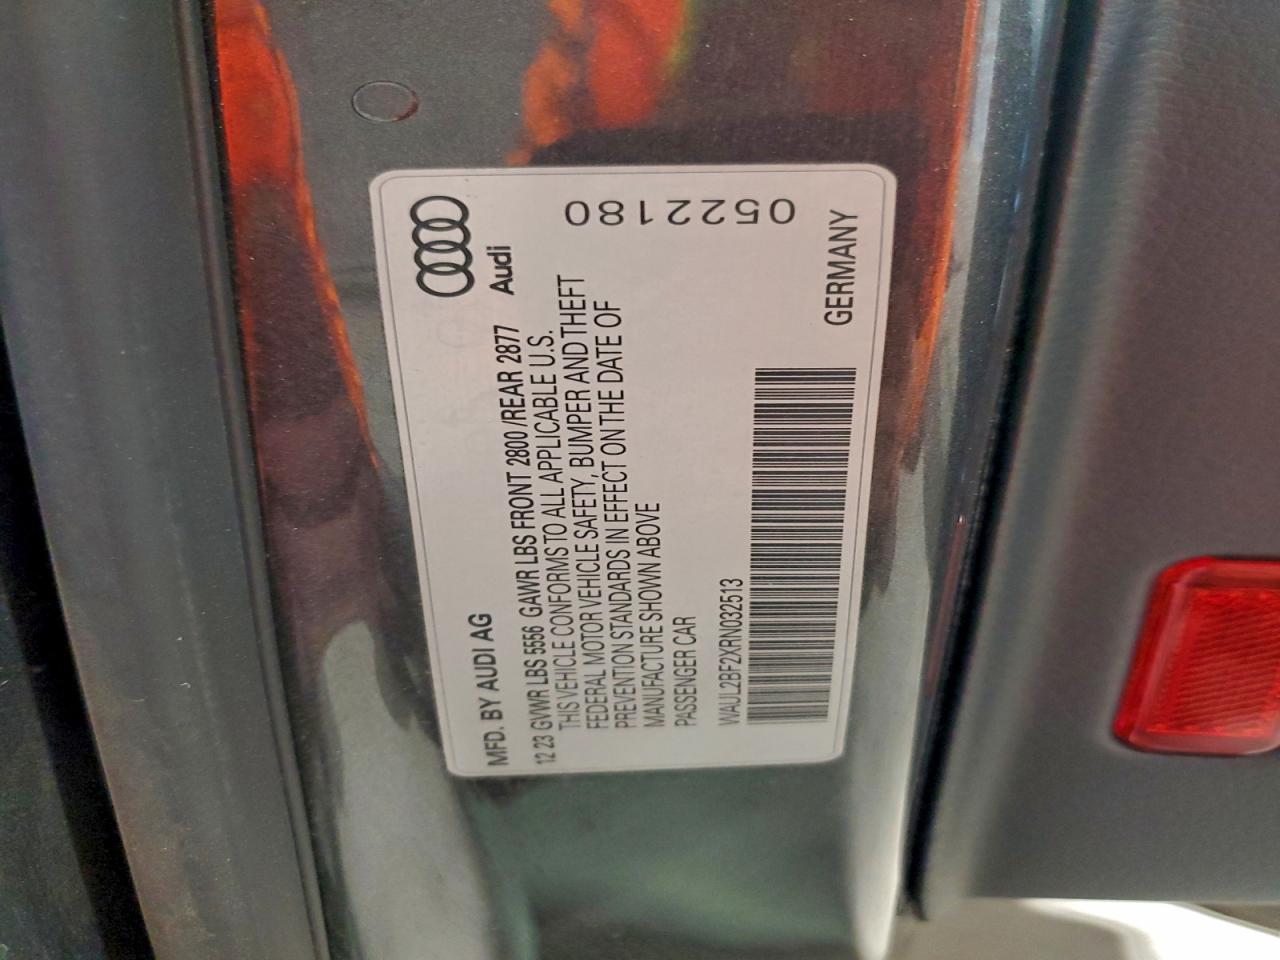 MFD. BY AUDI AG
Audi
12 23 GVWR LBS 5556 GAWR LBS FRONT 2800/REAR 2877
THIS VEHICLE CONFORMS TO ALL APPLICABLE U.S.
FEDERAL MOTOR VEHICLE SAFETY, BUMPER AND THEFT
PREVENTION STANDARDS IN EFFECT ON THE DATE OF
MANUFACTURE SHOWN ABOVE
PASSENGER CAR
0522180
WAUL2BF2XRN032513
GERMANY